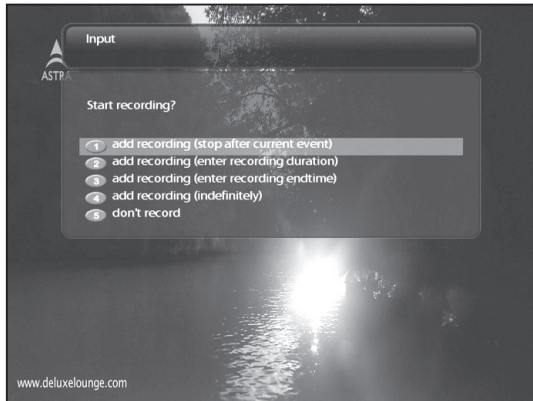 Input
ASTRA
Start recording?
1 add recording (stop after current event)
2 add recording (enter recording duration)
3 add recording (enter recording endtime)
4 add recording (indefinitely)
5 don't record
www.deluxelounge.com